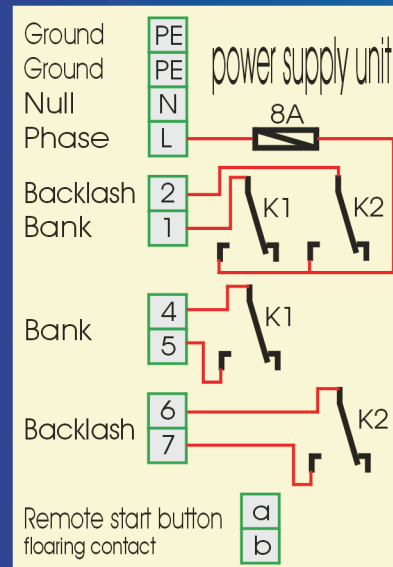 Ground PE
Ground PE
power supply unit
Null N
Phase L
8A
Backlash 2
Bank 1
K1
K2
Bank
4
5
K1
Backlash
6
7
K2
Remote start button a
floaring contact b